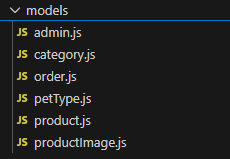 models
JS admin.js
JS category.js
JS order.js
JS petType.js
JS product.js
JS productImage.js